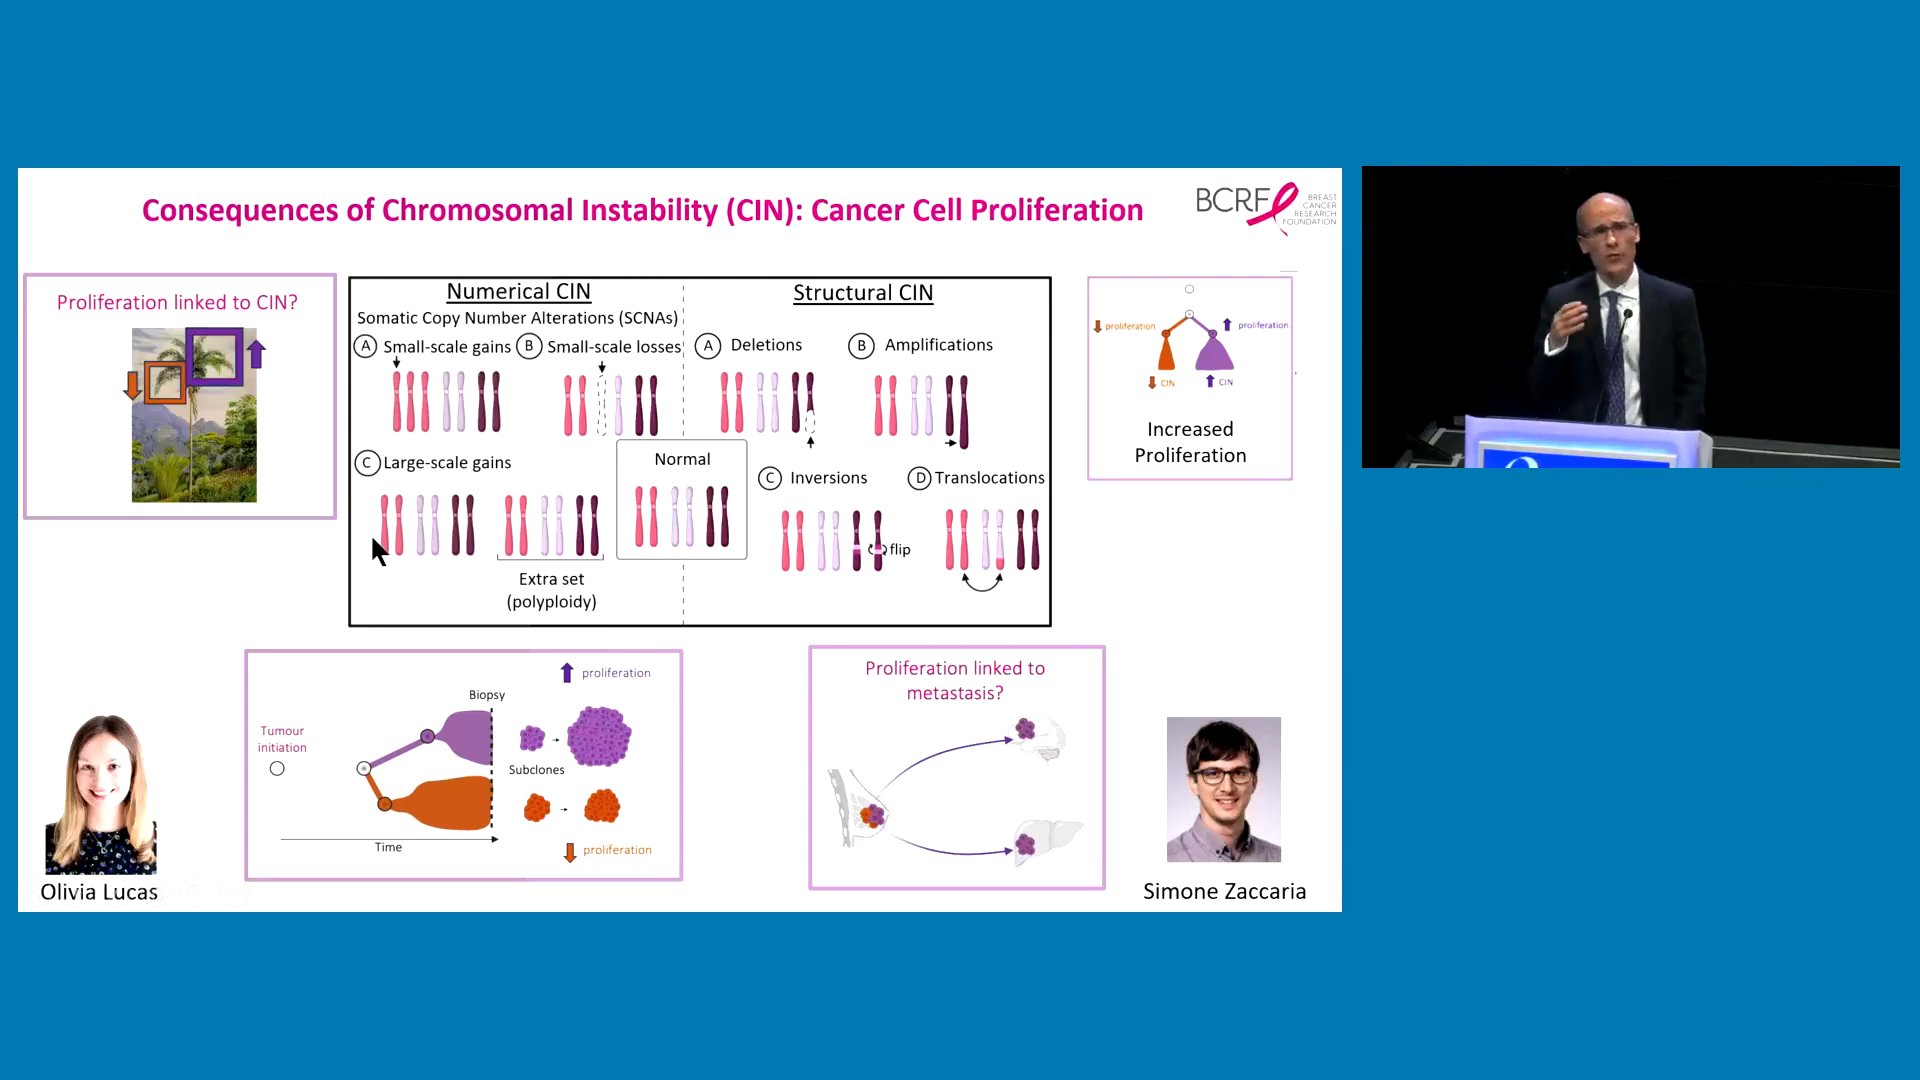 Consequences of Chromosomal Instability (CIN): Cancer Cell Proliferation
BCRF
BREAST
CANCER
RESEARCH
FOUNDATION
Proliferation linked to CIN?
Numerical CIN
Somatic Copy Number Alterations (SCNAs)
A Small-scale gains
B Small-scale losses
C Large-scale gains
Extra set
(polyploidy)
Normal
Structural CIN
A Deletions
B Amplifications
C Inversions
flip
D Translocations
proliferation
proliferation
CIN
CIN
Increased
Proliferation
Tumour
initiation
Biopsy
proliferation
Subclones
proliferation
Time
Proliferation linked to
metastasis?
Olivia Lucas
Simone Zaccaria